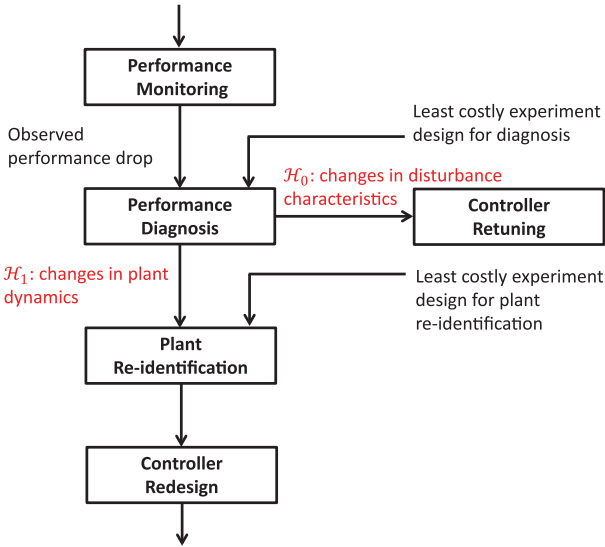 Performance
Monitoring
Observed
performance drop
Least costly experiment
design for diagnosis
Performance
Diagnosis
ℋ₀: changes in disturbance
characteristics
Controller
Retuning
ℋ₁: changes in plant
dynamics
Least costly experiment
design for plant
re-identification
Plant
Re-identification
Controller
Redesign